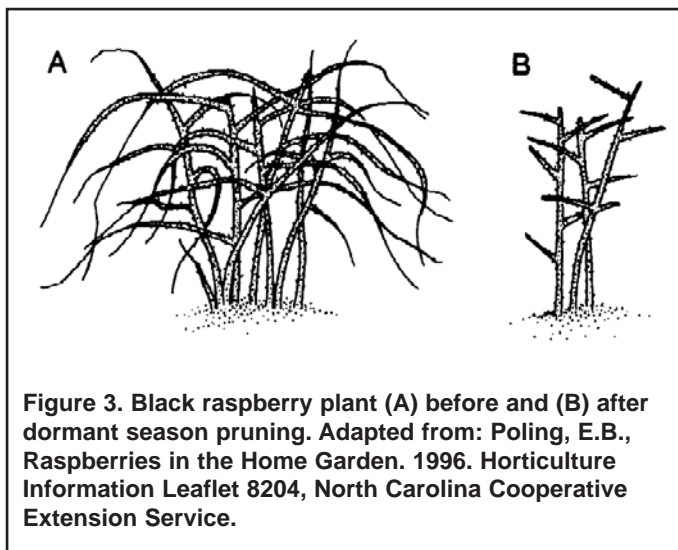 A
B
Figure 3. Black raspberry plant (A) before and (B) after
dormant season pruning. Adapted from: Poling, E.B.,
Raspberries in the Home Garden. 1996. Horticulture
Information Leaflet 8204, North Carolina Cooperative
Extension Service.